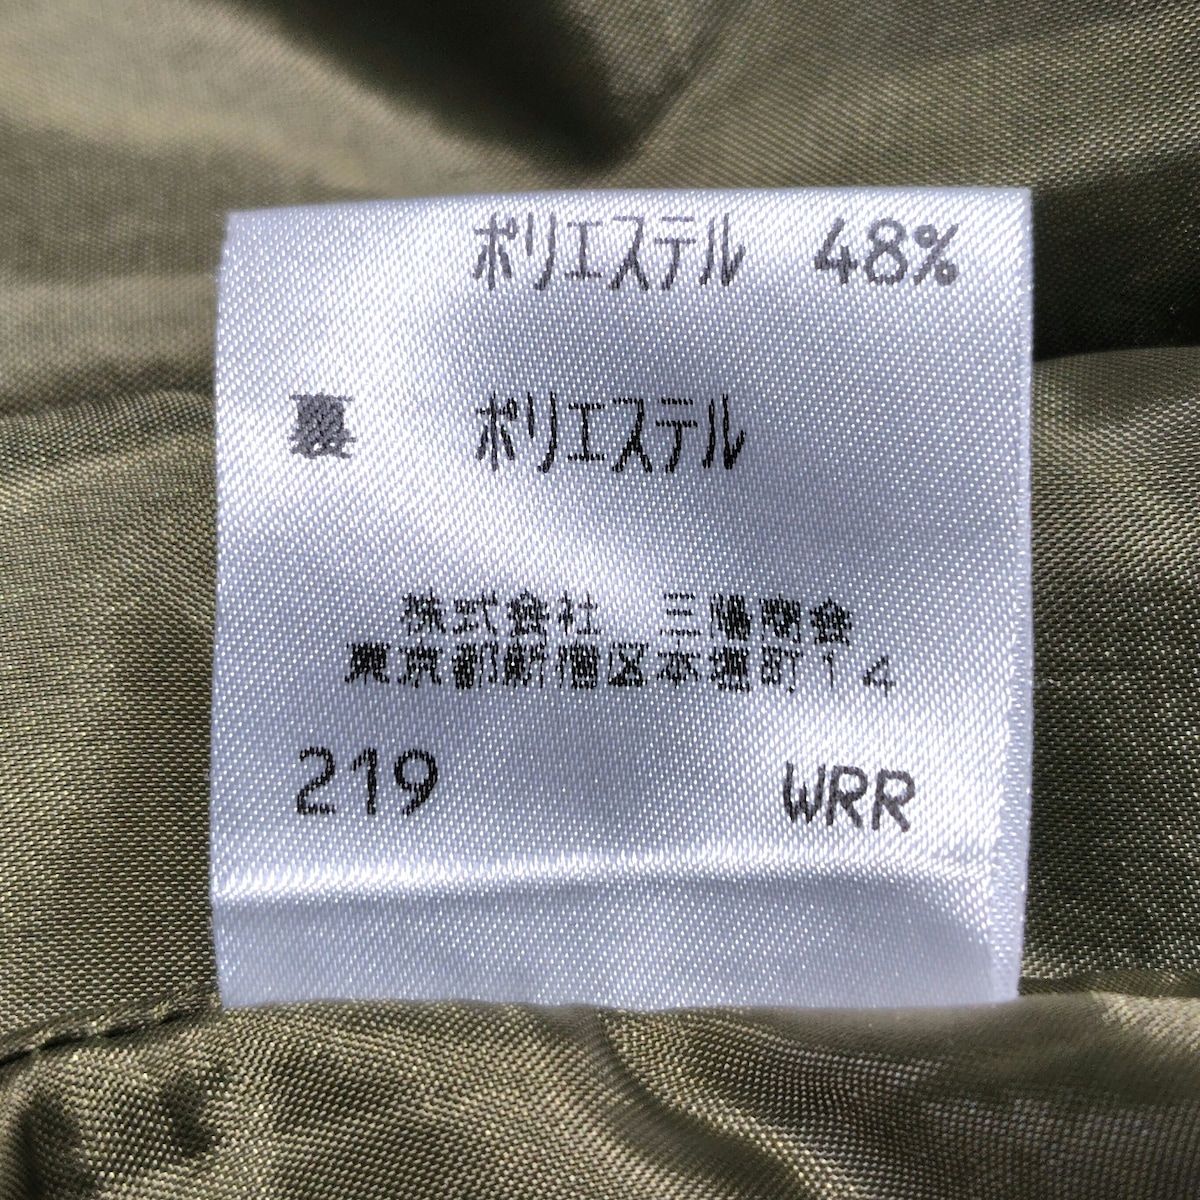 ポリエステル 48%
裏 ポリエステル
株式会社 三陽商会
東京都新宿区本塩町14
219 WRR